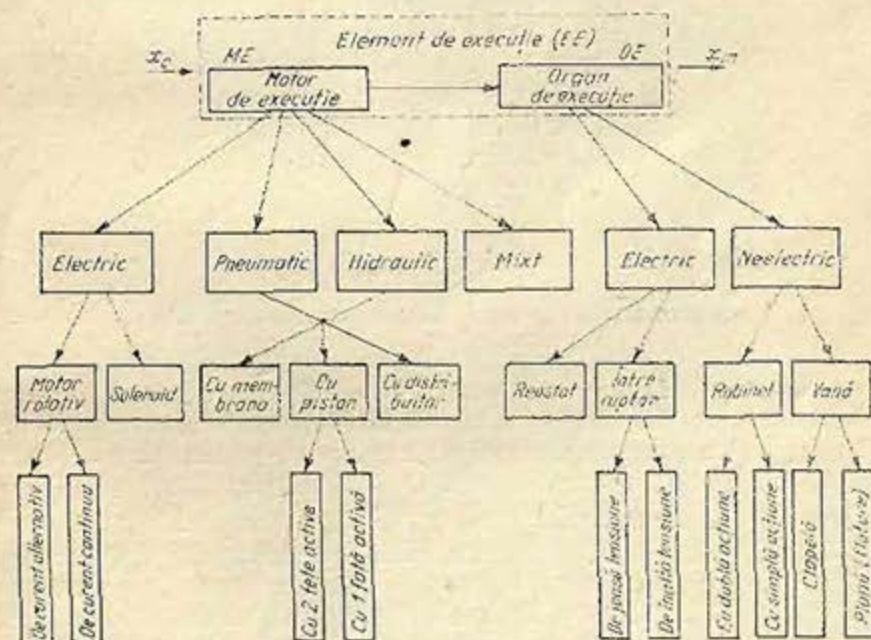 Element de execuție (EE)
ME
OE
x_c
x_m
Motor
de execuție
Organ
de execuție
Electric
Pneumatic
Hidraulic
Mixt
Electric
Neelectric
Motor
rotativ
Solenoid
Cu mem-
brana
Cu
piston
Cu distri-
buitor
Reostat
Între
ruptor
Robinet
Vană
De curent alternativ
De curent continuu
Cu 2 fețe active
Cu 1 față activă
De joasă tensiune
De înaltă tensiune
Cu dublă acțiune
Cu simplă acțiune
Clapetă